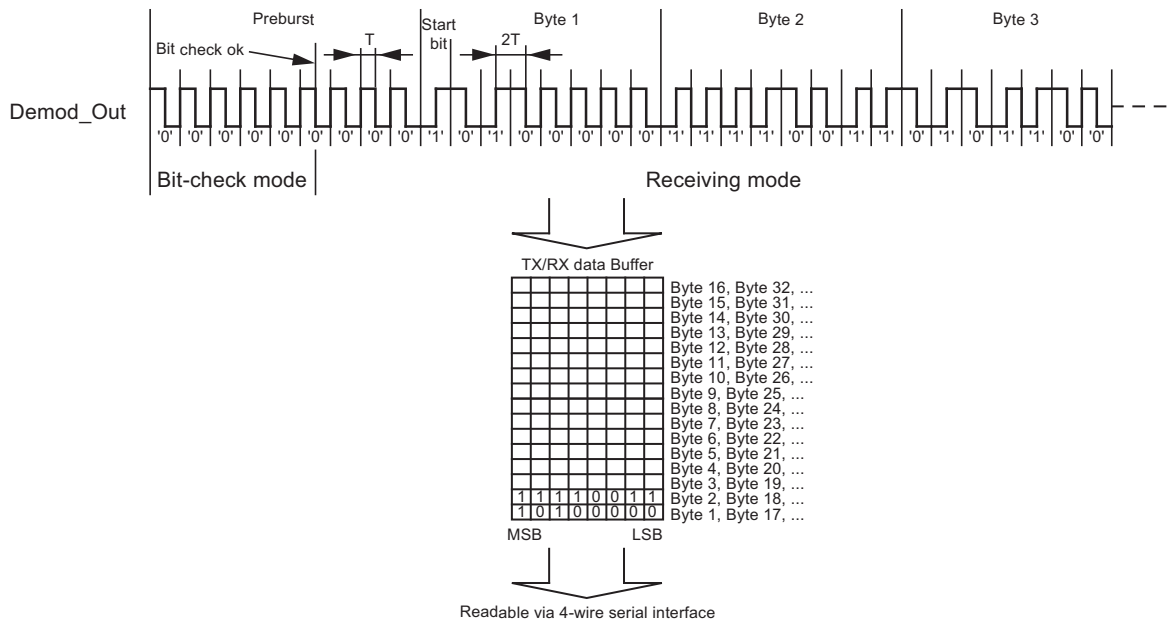 Preburst
Start bit
Byte 1
Byte 2
Byte 3
Bit check ok
T
2T
Demod_Out
'0' '0' '0' '0' '0' '0' '0' '0' '0' '1' '0' '1' '0' '0' '0' '0' '0' '1' '1' '1' '1' '0' '0' '1' '1' '0' '1' '0' '1' '1' '0' '0'
Bit-check mode
Receiving mode
TX/RX data Buffer
Byte 16, Byte 32, ...
Byte 15, Byte 31, ...
Byte 14, Byte 30, ...
Byte 13, Byte 29, ...
Byte 12, Byte 28, ...
Byte 11, Byte 27, ...
Byte 10, Byte 26, ...
Byte 9, Byte 25, ...
Byte 8, Byte 24, ...
Byte 7, Byte 23, ...
Byte 6, Byte 22, ...
Byte 5, Byte 21, ...
Byte 4, Byte 20, ...
Byte 3, Byte 19, ...
1 1 1 1 0 0 1 1 Byte 2, Byte 18, ...
1 0 1 0 0 0 0 0 Byte 1, Byte 17, ...
MSB LSB
Readable via 4-wire serial interface